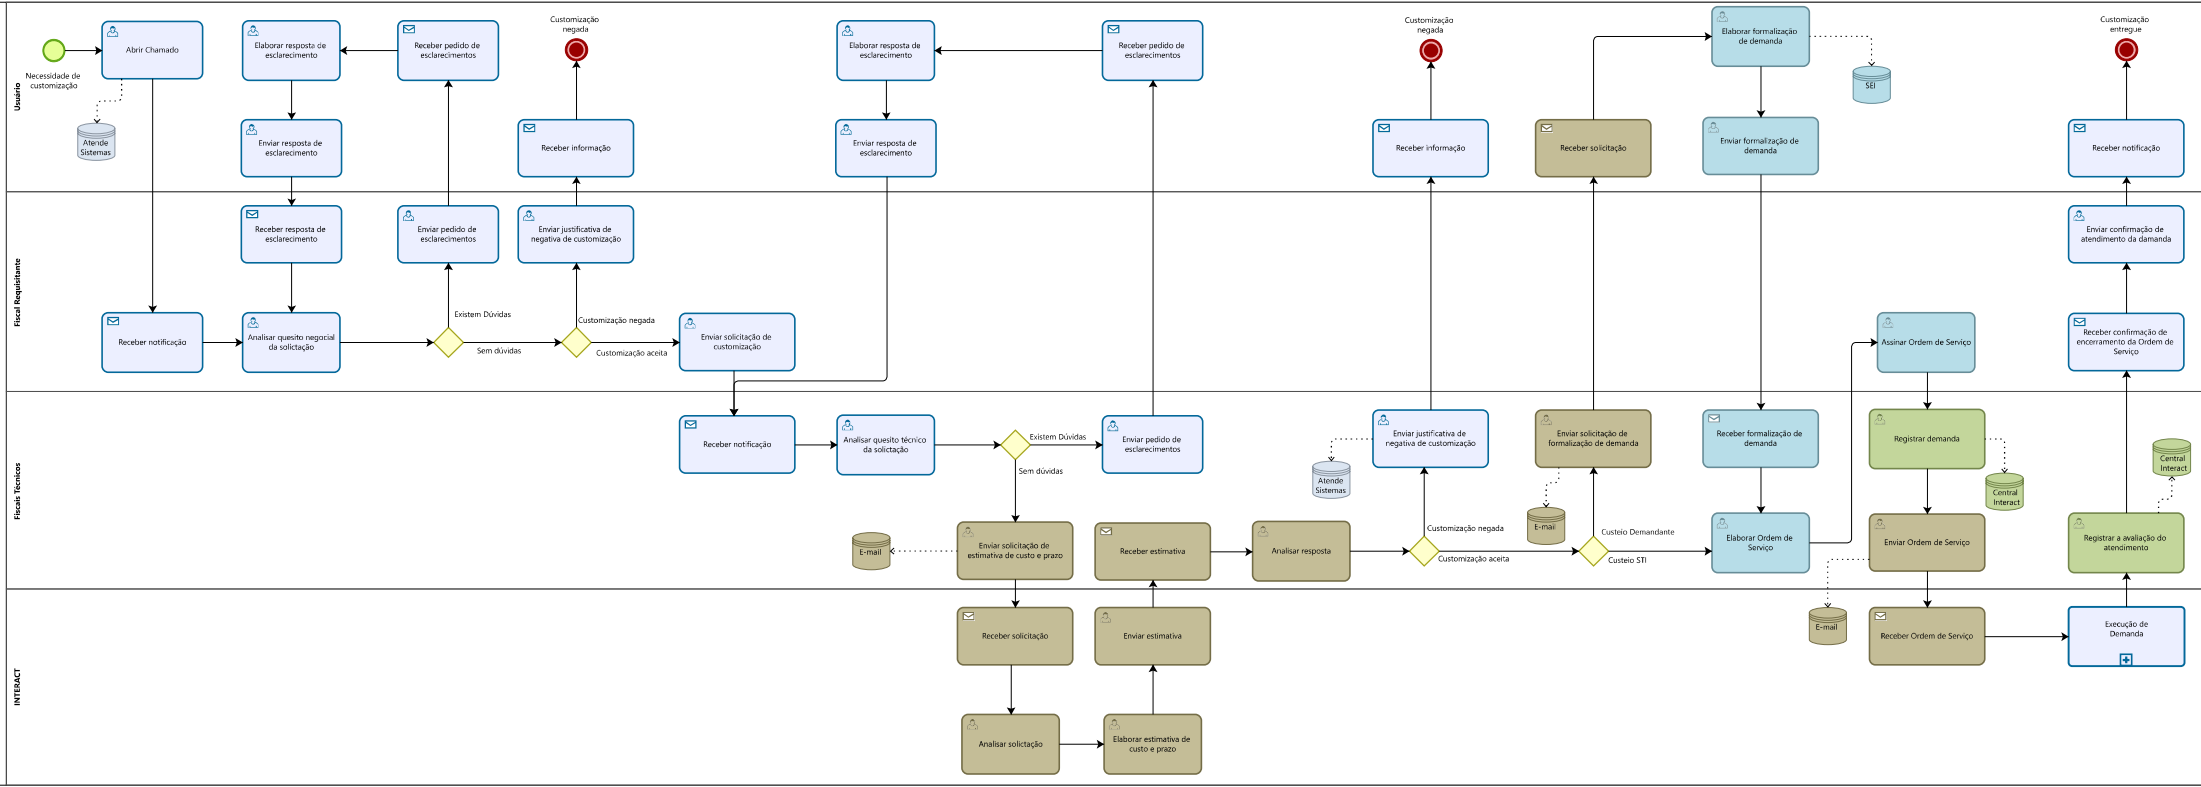 Usuário
Necessidade de
customização
Abrir Chamado
Atende
Sistemas
Elaborar resposta de
esclarecimento
Receber pedido de
esclarecimentos
Customização
negada
Enviar resposta de
esclarecimento
Receber informação
Elaborar resposta de
esclarecimento
Receber pedido de
esclarecimentos
Enviar resposta de
esclarecimento
Customização
negada
Receber informação
Receber solicitação
Elaborar formalização
de demanda
SEI
Enviar formalização de
demanda
Customização
entregue
Receber notificação
Fiscal Requisitante
Receber resposta de
esclarecimento
Enviar pedido de
esclarecimentos
Enviar justificativa de
negativa de customização
Receber notificação
Analisar quesito negocial
da solictação
Existem Dúvidas
Sem dúvidas
Customização negada
Customização aceita
Enviar solicitação de
customização
Assinar Ordem de Serviço
Enviar confirmação de
atendimento da damanda
Receber confirmação de
encerramento da Ordem de
Serviço
Fiscais Técnicos
Receber notificação
Analisar quesito técnico
da solictação
Existem Dúvidas
Sem dúvidas
Enviar pedido de
esclarecimentos
E-mail
Enviar solicitação de
estimativa de custo e prazo
Receber estimativa
Analisar resposta
Atende
Sistemas
Enviar justificativa de
negativa de customização
Customização negada
Customização aceita
Enviar solicitação de
formalização de demanda
E-mail
Custeio Demandante
Custeio STI
Receber formalização de
demanda
Elaborar Ordem de
Serviço
Registrar demanda
Central
Interact
Enviar Ordem de Serviço
Central
Interact
Registrar a avaliação do
atendimento
INTERACT
Receber solicitação
Enviar estimativa
Analisar solictação
Elaborar estimativa de
custo e prazo
E-mail
Receber Ordem de Serviço
Execução de
Demanda